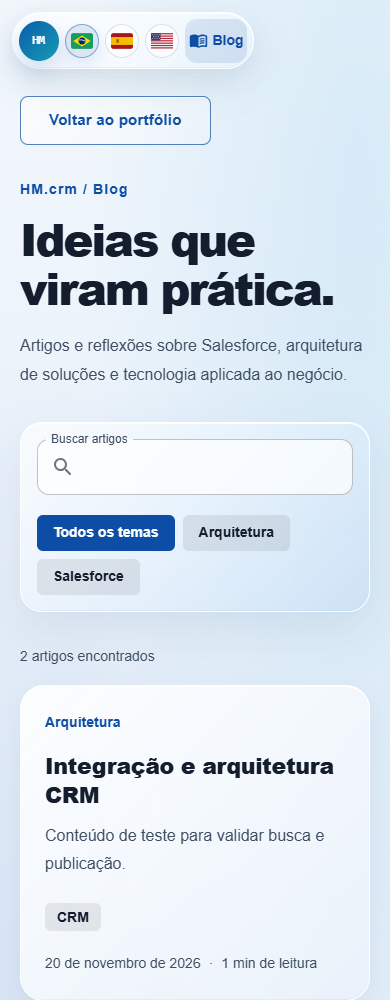 HM
Blog
Voltar ao portfólio
HM.crm / Blog
Ideias que
viram prática.
Artigos e reflexões sobre Salesforce, arquitetura
de soluções e tecnologia aplicada ao negócio.
Buscar artigos
Todos os temas
Arquitetura
Salesforce
2 artigos encontrados
Arquitetura
Integração e arquitetura
CRM
Conteúdo de teste para validar busca e
publicação.
CRM
20 de novembro de 2026 · 1 min de leitura